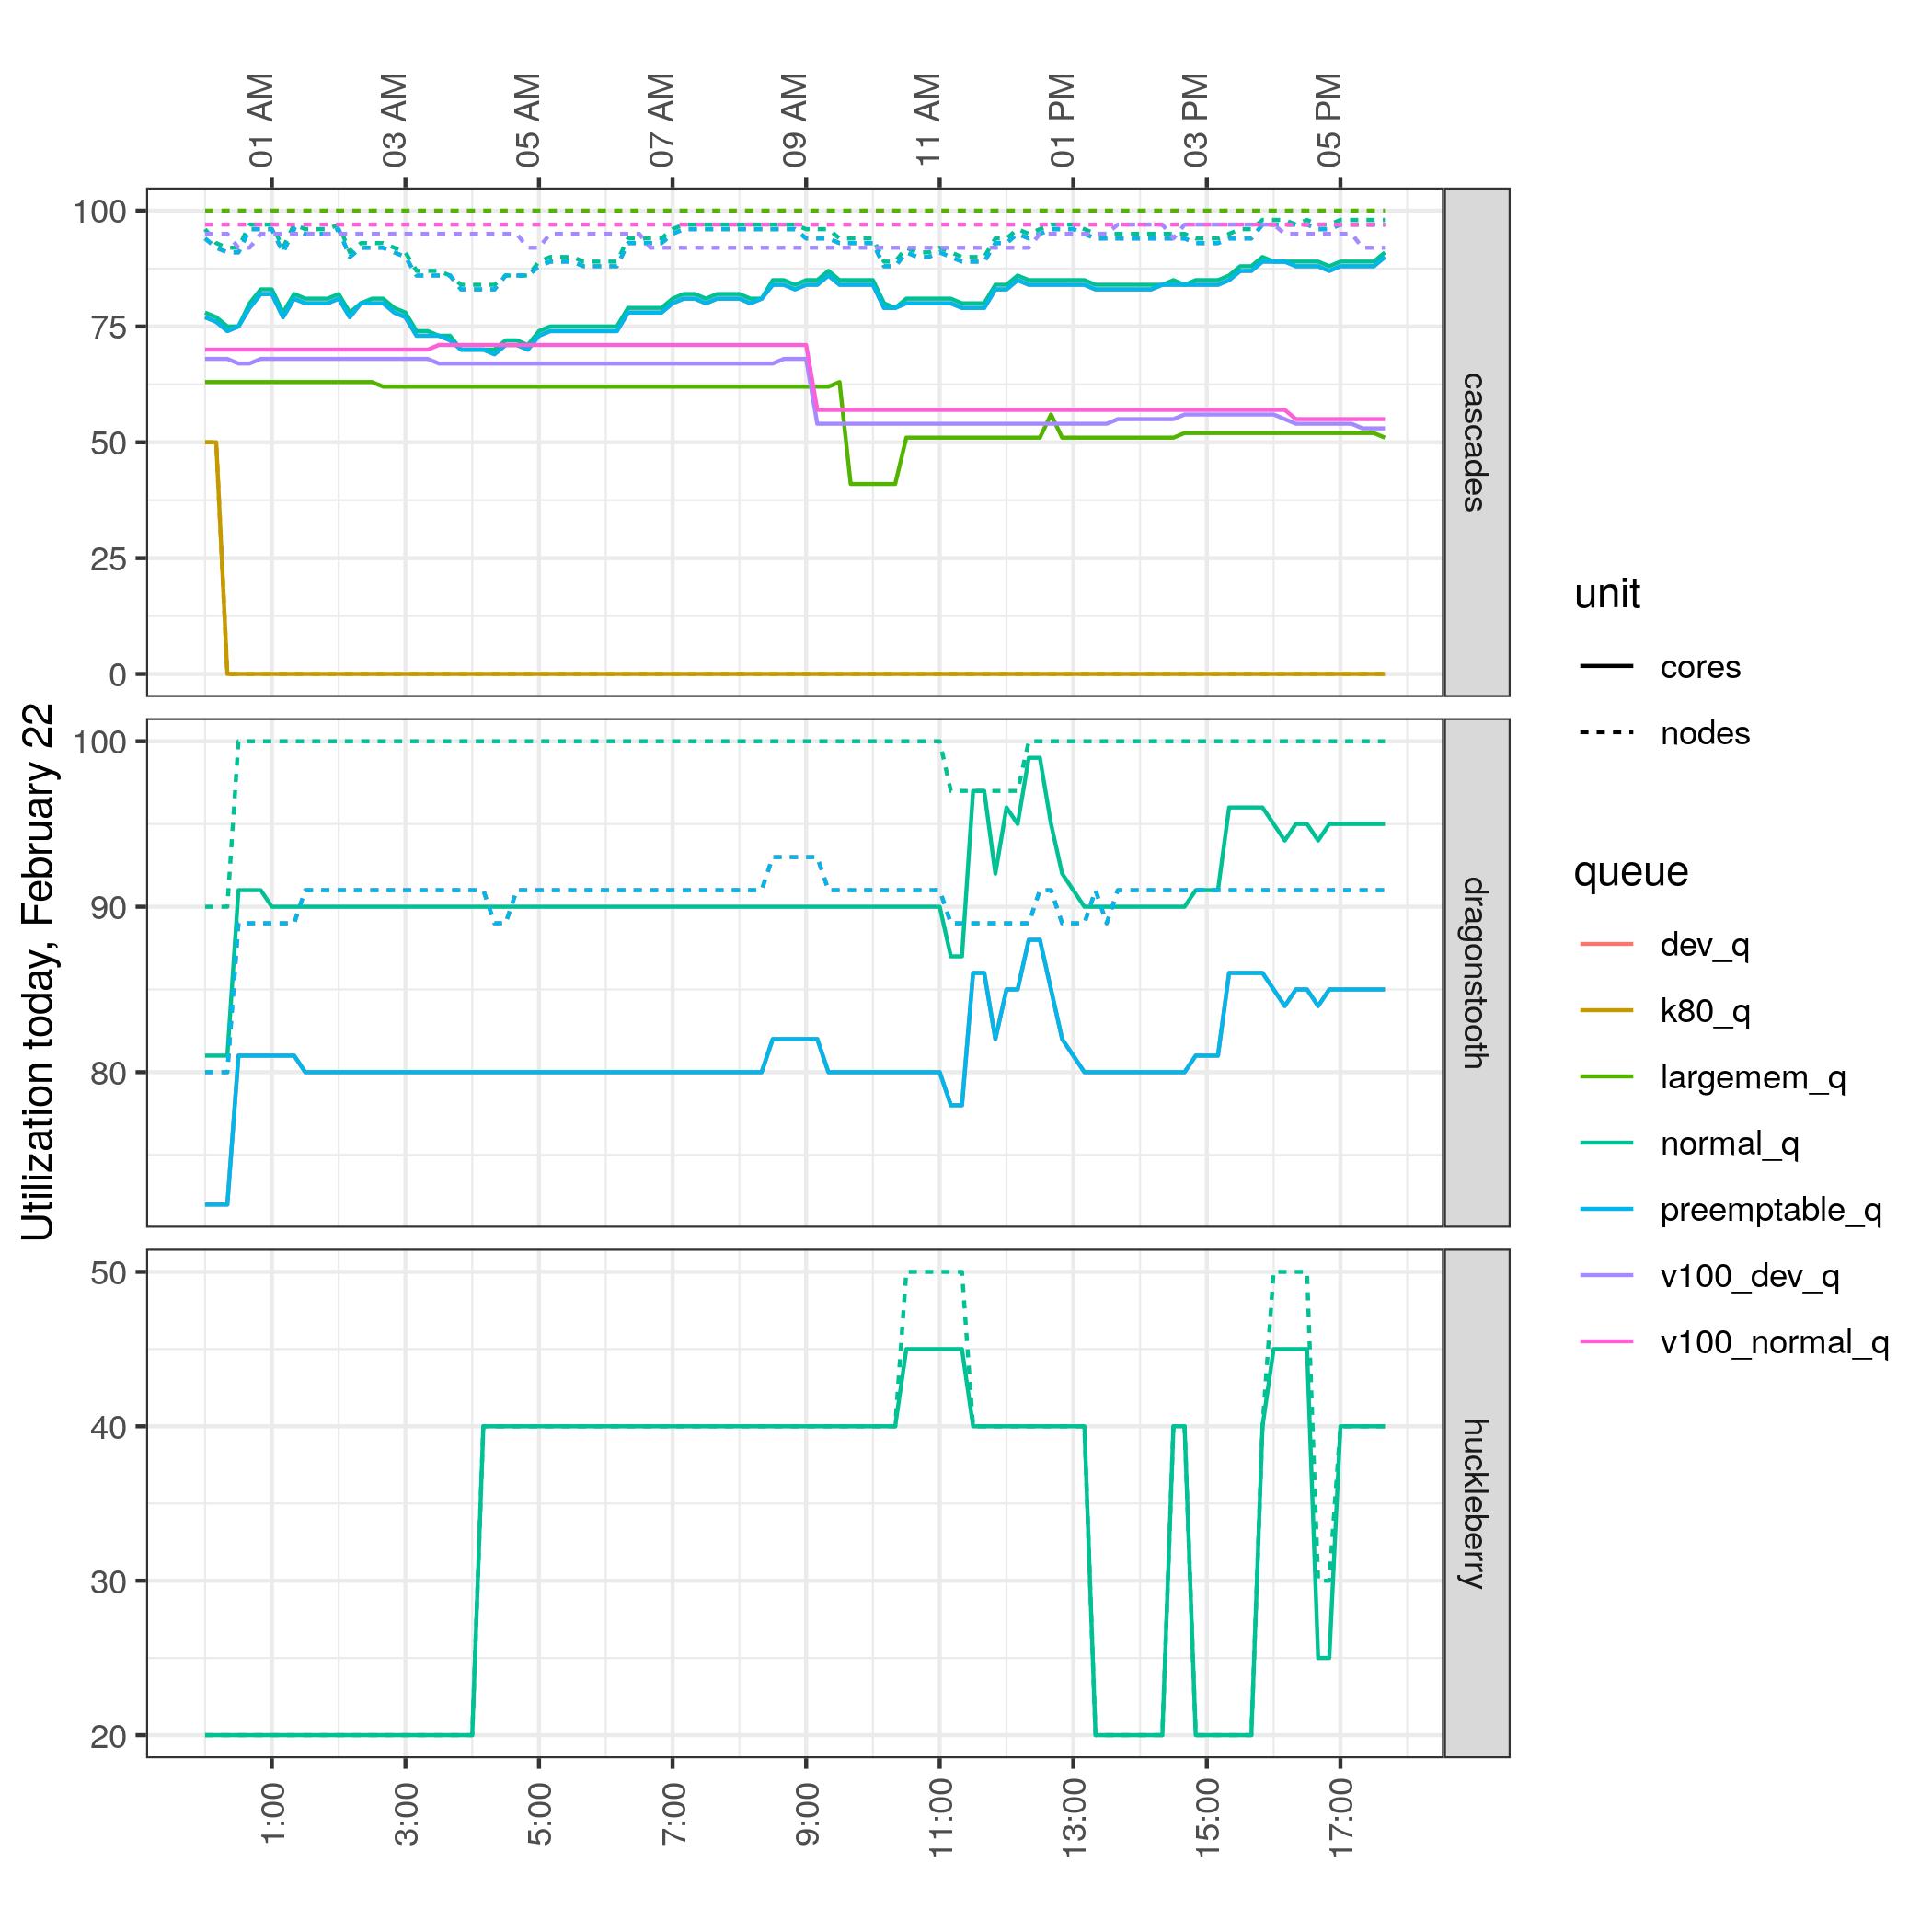 01 AM
03 AM
05 AM
07 AM
09 AM
11 AM
01 PM
03 PM
05 PM
Utilization today, February 22
100
75
50
25
0
cascades
100
90
80
dragonstooth
50
40
30
20
huckleberry
1:00
3:00
5:00
7:00
9:00
11:00
13:00
15:00
17:00
unit
cores
nodes
queue
dev_q
k80_q
largemem_q
normal_q
preemptable_q
v100_dev_q
v100_normal_q